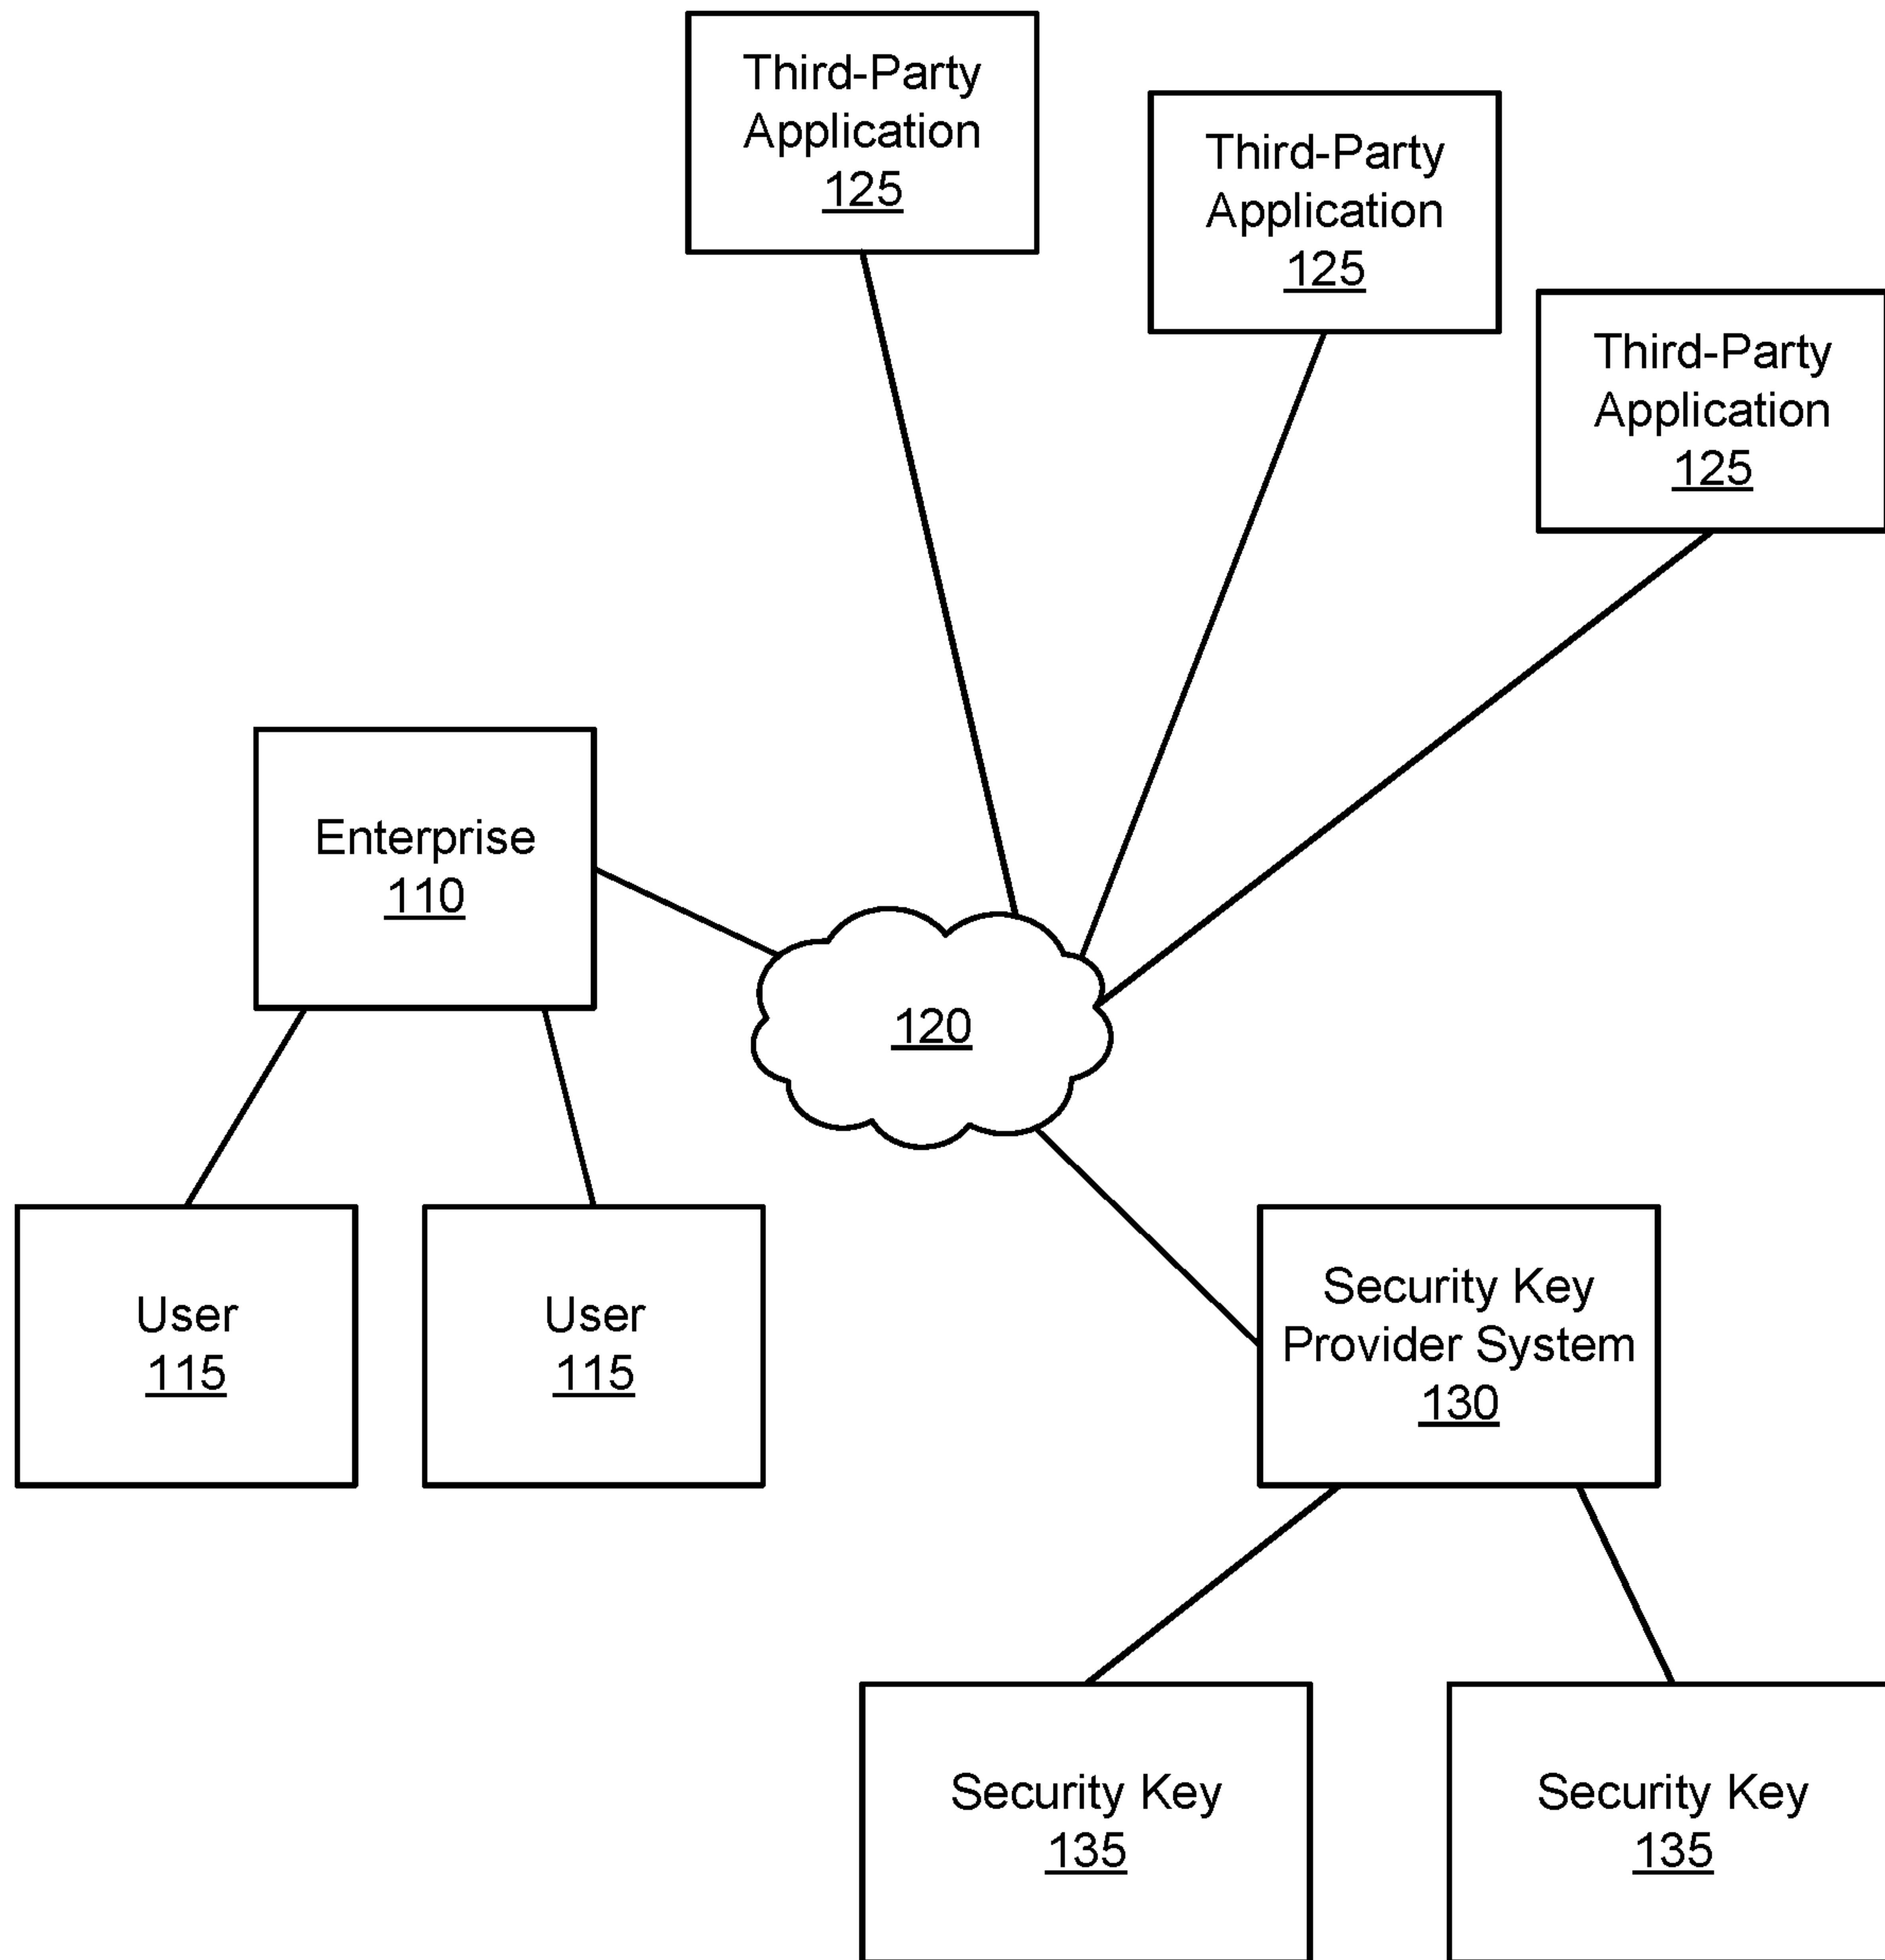 Third-Party
Application
125
Third-Party
Application
125
Third-Party
Application
125
Enterprise
110
120
User
115
User
115
Security Key
Provider System
130
Security Key
135
Security Key
135